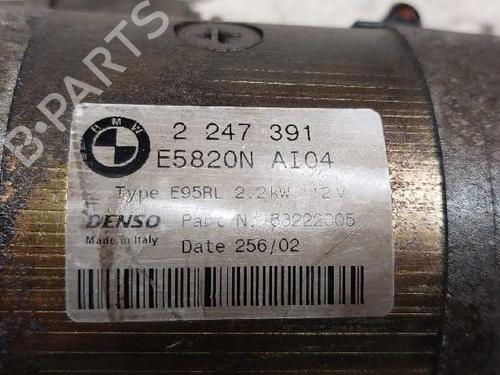 B-PARTS
BMW
2 247 391
E5820N AI04
Type E95RL 2.2kW 12V
DENSO Part N. 63222305
Made in Italy
Date 256/02